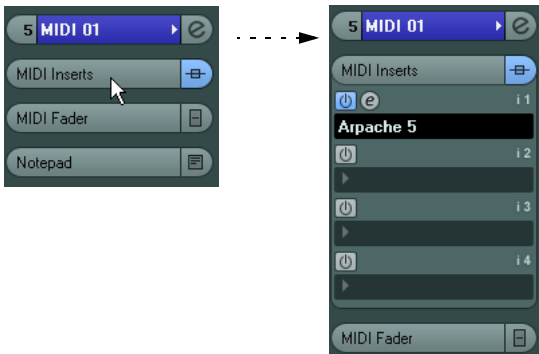 5 MIDI 01 e
MIDI Inserts
MIDI Fader
Notepad
5 MIDI 01 e
MIDI Inserts
e i 1
Arpache 5
i 2
i 3
i 4
MIDI Fader